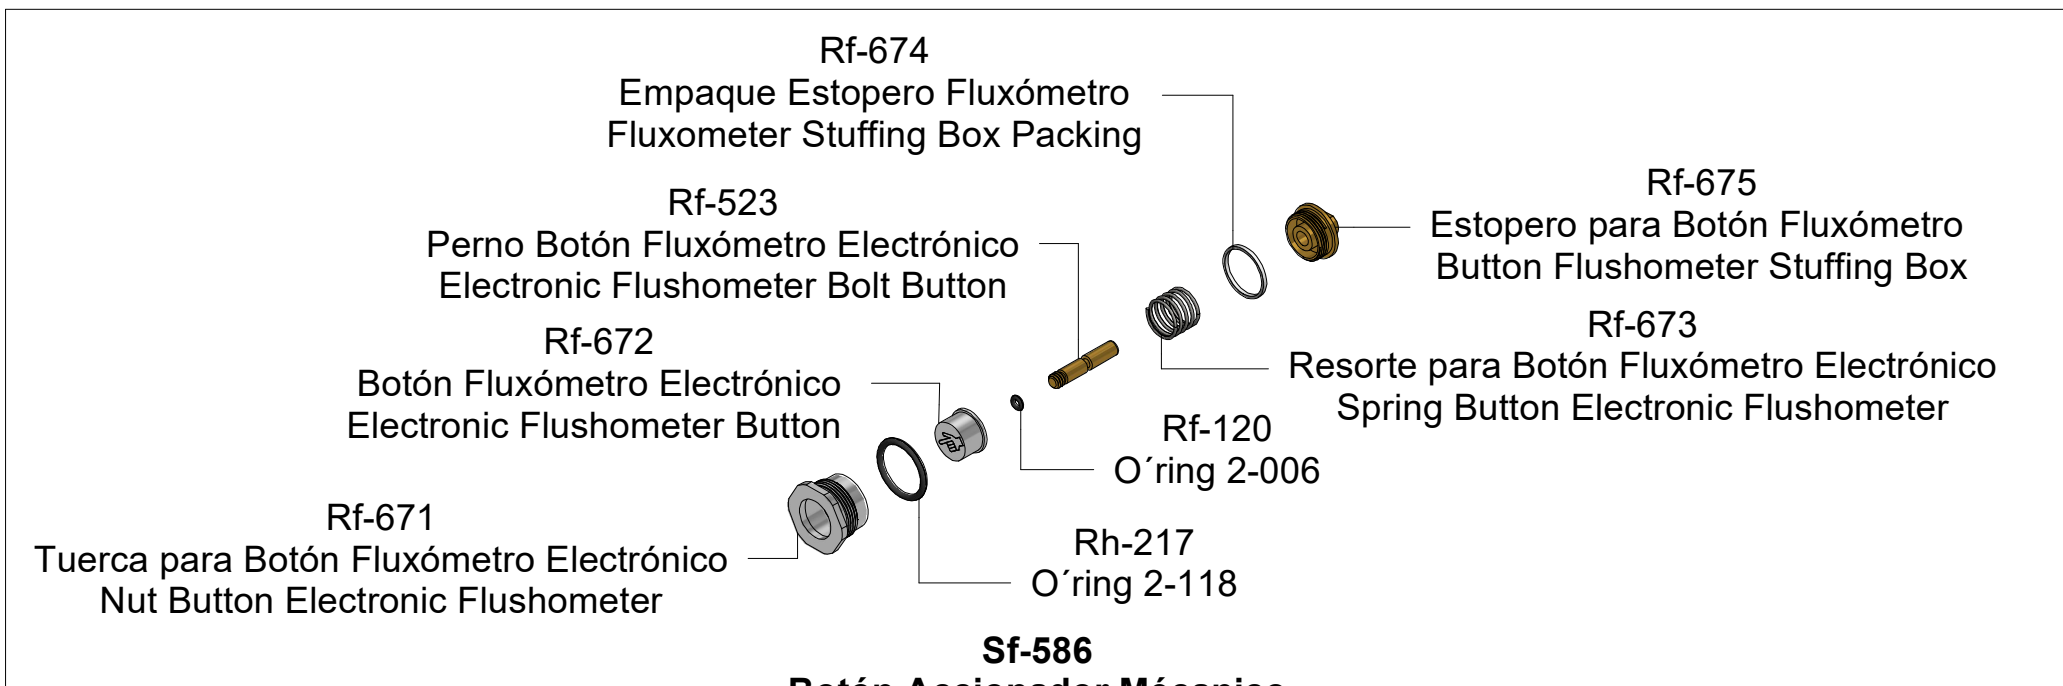 Rf-674
Empaque Estopero Fluxómetro
Fluxometer Stuffing Box Packing
Rf-675
Estopero para Botón Fluxómetro
Button Flushometer Stuffing Box
Rf-523
Perno Botón Fluxómetro Electrónico
Electronic Flushometer Bolt Button
Rf-673
Resorte para Botón Fluxómetro Electrónico
Spring Button Electronic Flushometer
Rf-672
Botón Fluxómetro Electrónico
Electronic Flushometer Button
Rf-120
O´ring 2-006
Rf-671
Tuerca para Botón Fluxómetro Electrónico
Nut Button Electronic Flushometer
Rh-217
O´ring 2-118
Sf-586
Botón Accionador Mécanico